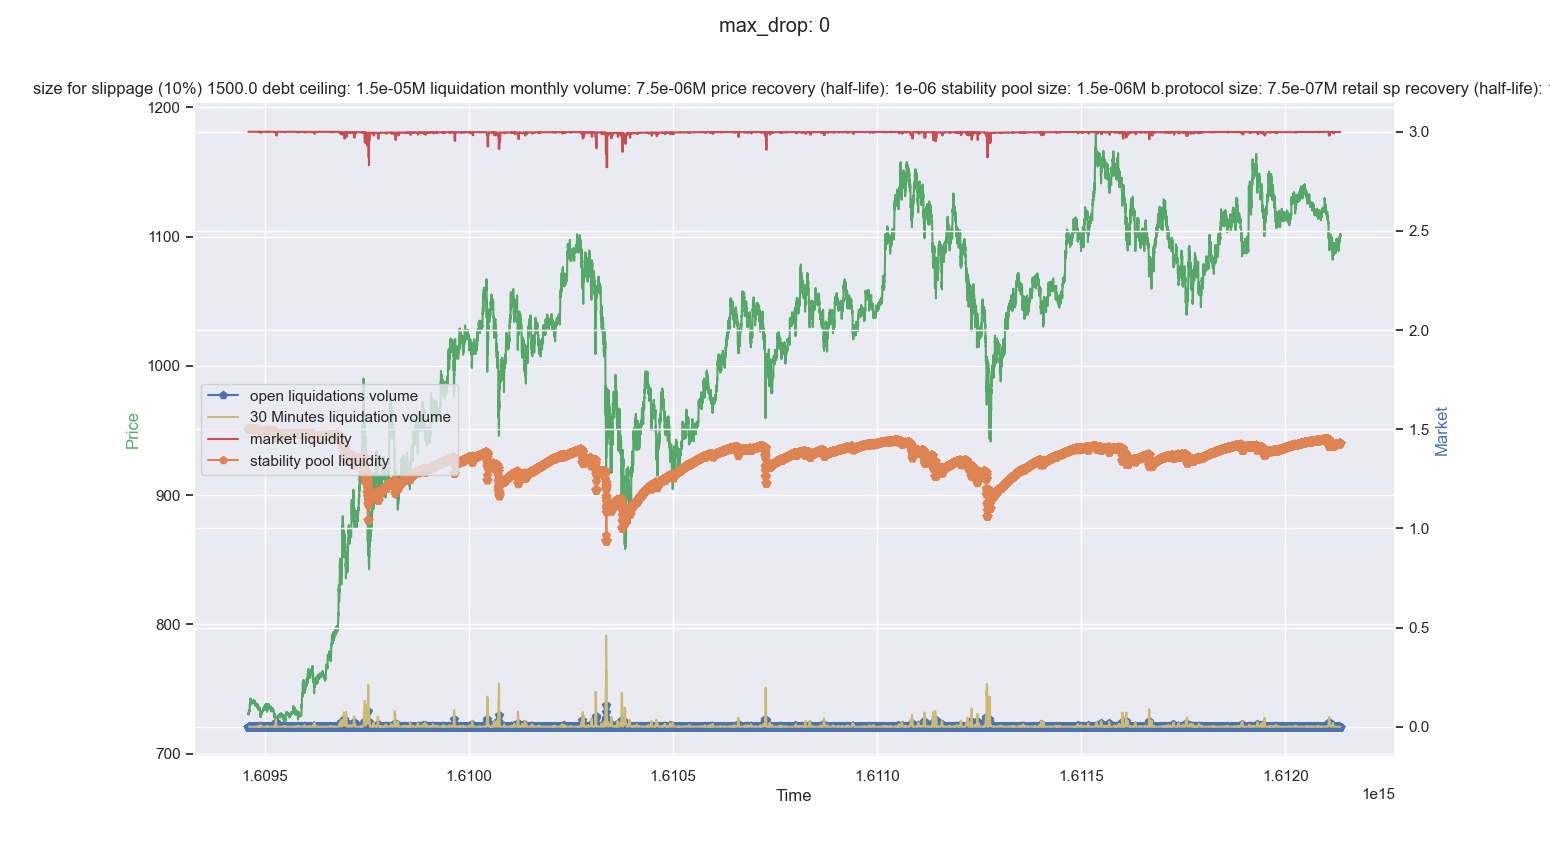 max_drop: 0
size for slippage (10%) 1500.0 debt ceiling: 1.5e-05M liquidation monthly volume: 7.5e-06M price recovery (half-life): 1e-06 stability pool size: 1.5e-06M b.protocol size: 7.5e-07M retail sp recovery (half-life):
1200
1100
1000
900
800
700
Price
open liquidations volume
30 Minutes liquidation volume
market liquidity
stability pool liquidity
3.0
2.5
2.0
1.5
1.0
0.5
0.0
Market
1.6095 1.6100 1.6105 1.6110 1.6115 1.6120
Time
1e15